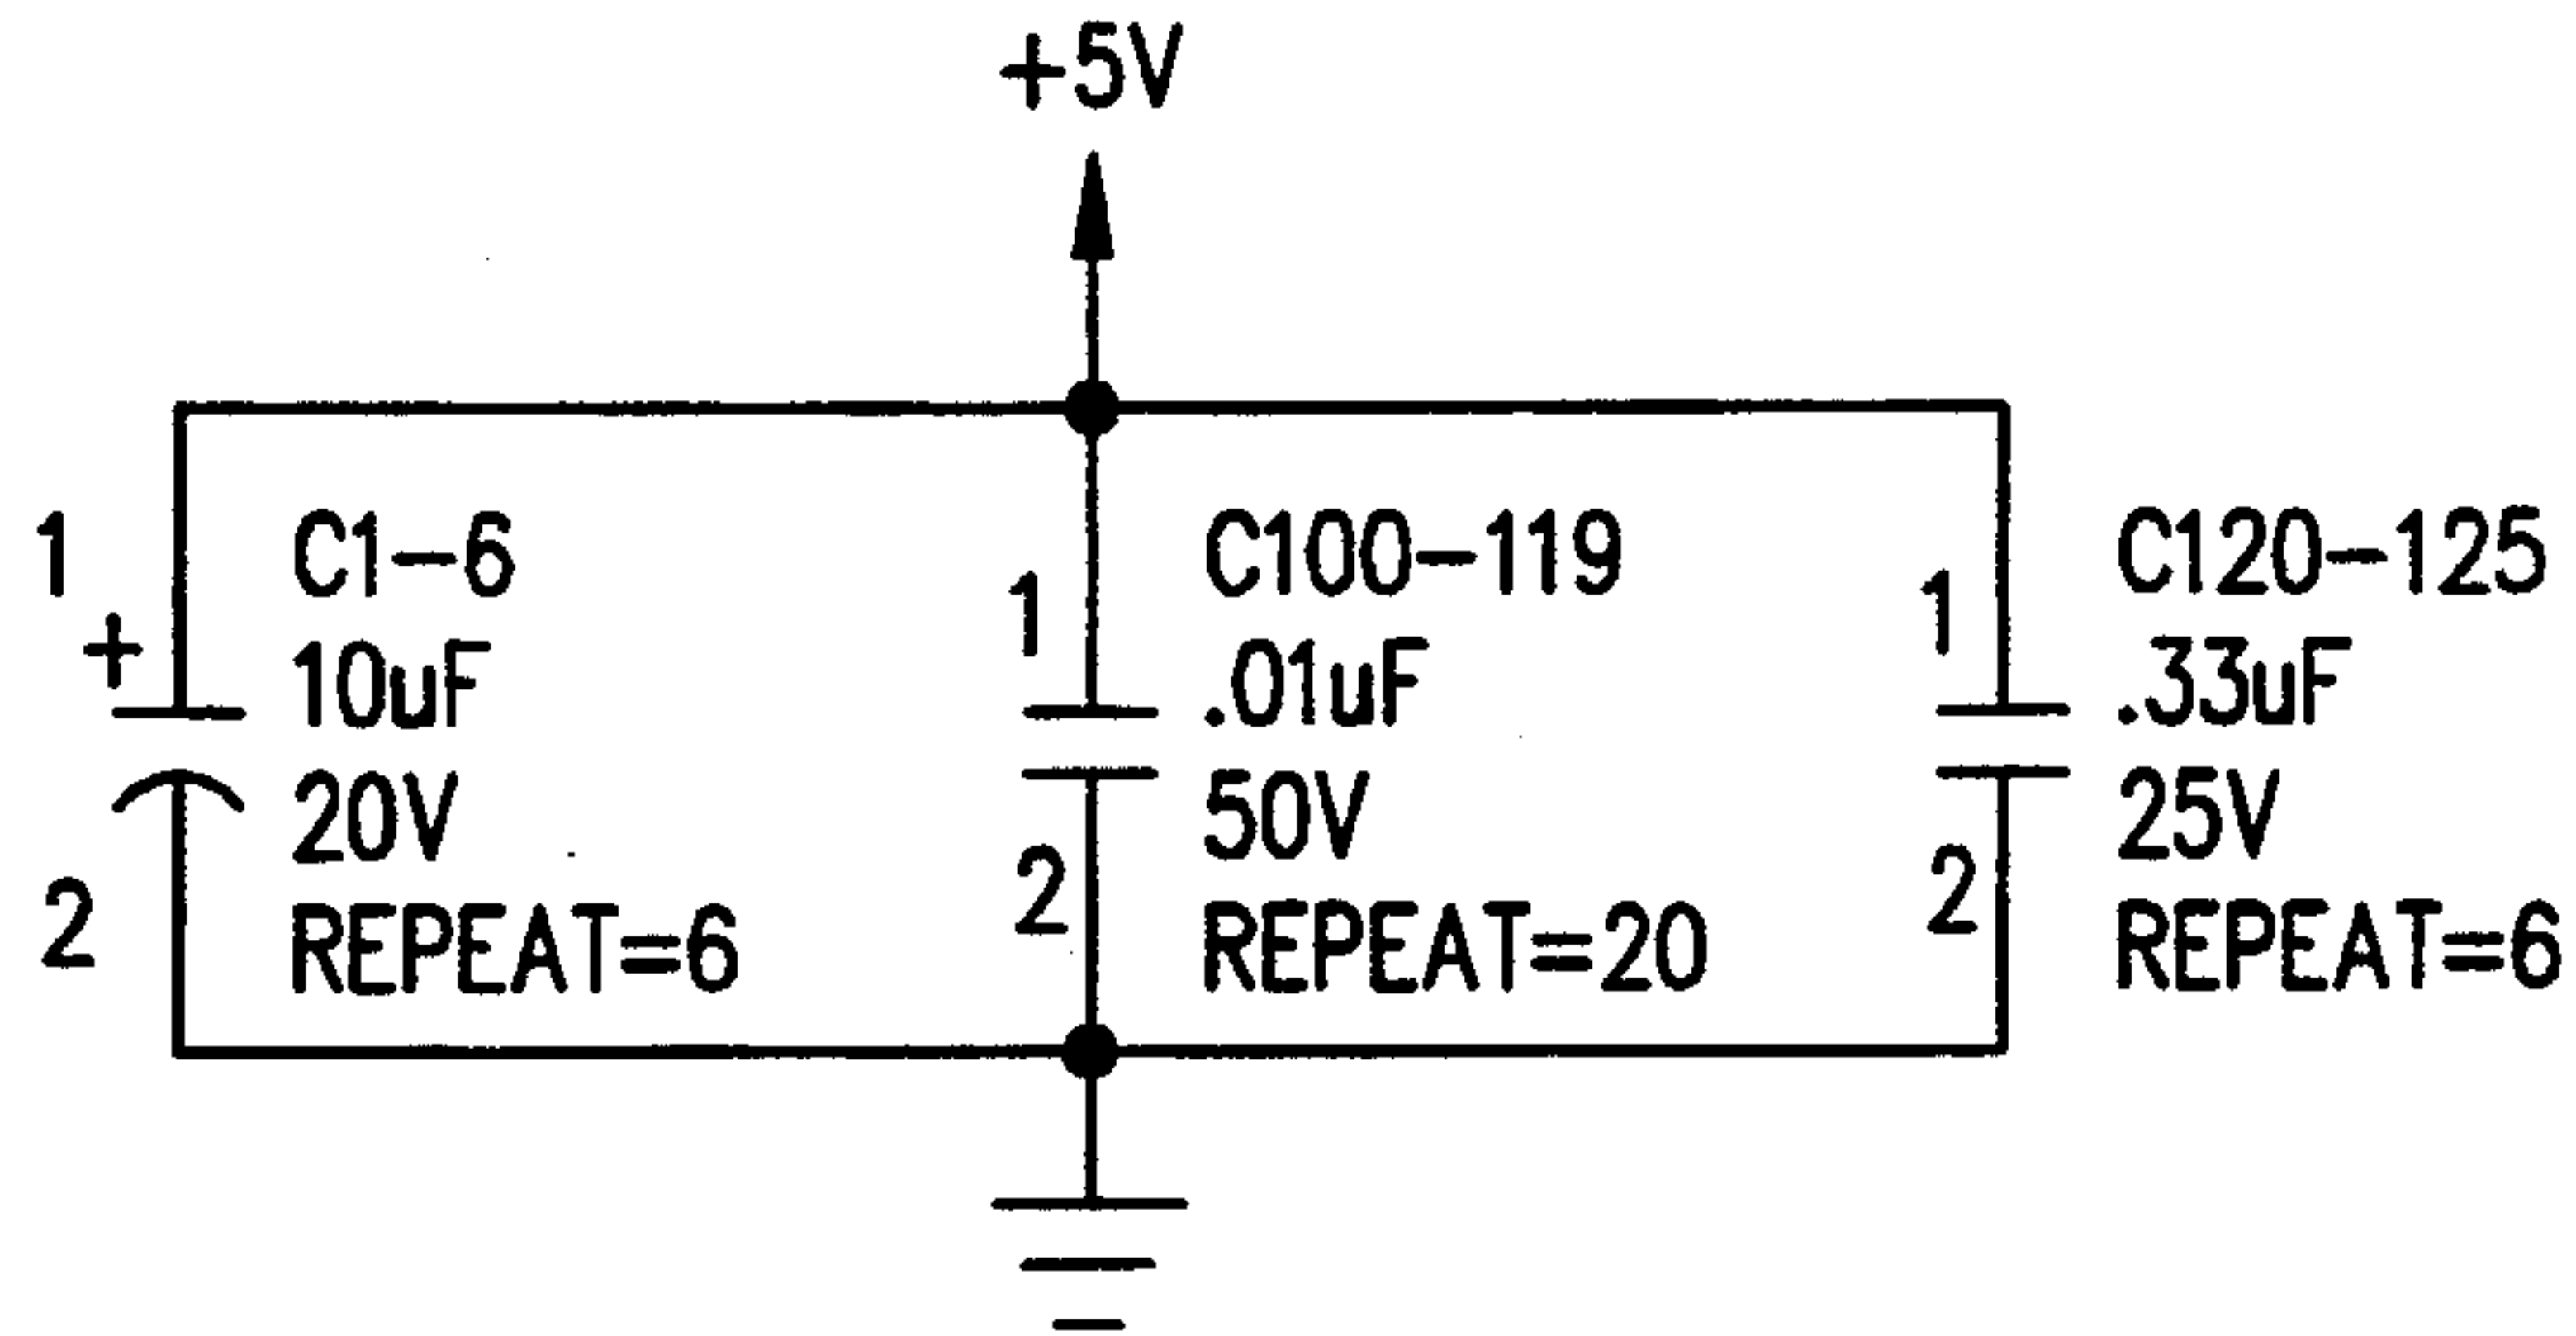 +5V
1
+
2
C1-6
10uF
20V
REPEAT=6
1
2
C100-119
.01uF
50V
REPEAT=20
1
2
C120-125
.33uF
25V
REPEAT=6